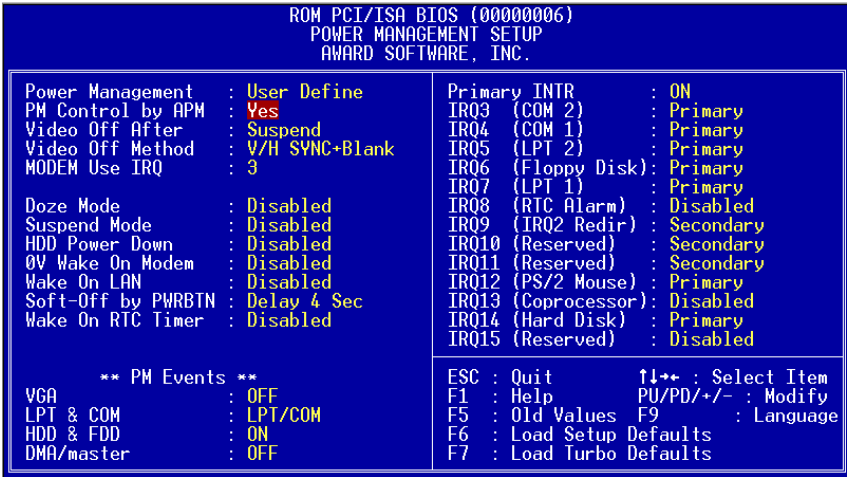 ROM PCI/ISA BIOS (00000006)
POWER MANAGEMENT SETUP
AWARD SOFTWARE, INC.
Power Management : User Define
PM Control by APM : Yes
Video Off After : Suspend
Video Off Method : V/H SYNC+Blank
MODEM Use IRQ : 3
Doze Mode : Disabled
Suspend Mode : Disabled
HDD Power Down : Disabled
0V Wake On Modem : Disabled
Wake On LAN : Disabled
Soft-Off by PWRBTN : Delay 4 Sec
Wake On RTC Timer : Disabled
** PM Events **
VGA : OFF
LPT & COM : LPT/COM
HDD & FDD : ON
DMA/master : OFF
Primary INTR : ON
IRQ3 (COM 2) : Primary
IRQ4 (COM 1) : Primary
IRQ5 (LPT 2) : Primary
IRQ6 (Floppy Disk): Primary
IRQ7 (LPT 1) : Primary
IRQ8 (RTC Alarm) : Disabled
IRQ9 (IRQ2 Redir) : Secondary
IRQ10 (Reserved) : Secondary
IRQ11 (Reserved) : Secondary
IRQ12 (PS/2 Mouse) : Primary
IRQ13 (Coprocessor): Disabled
IRQ14 (Hard Disk) : Primary
IRQ15 (Reserved) : Disabled
ESC : Quit ↑↓→← : Select Item
F1 : Help PU/PD/+/- : Modify
F5 : Old Values F9 : Language
F6 : Load Setup Defaults
F7 : Load Turbo Defaults